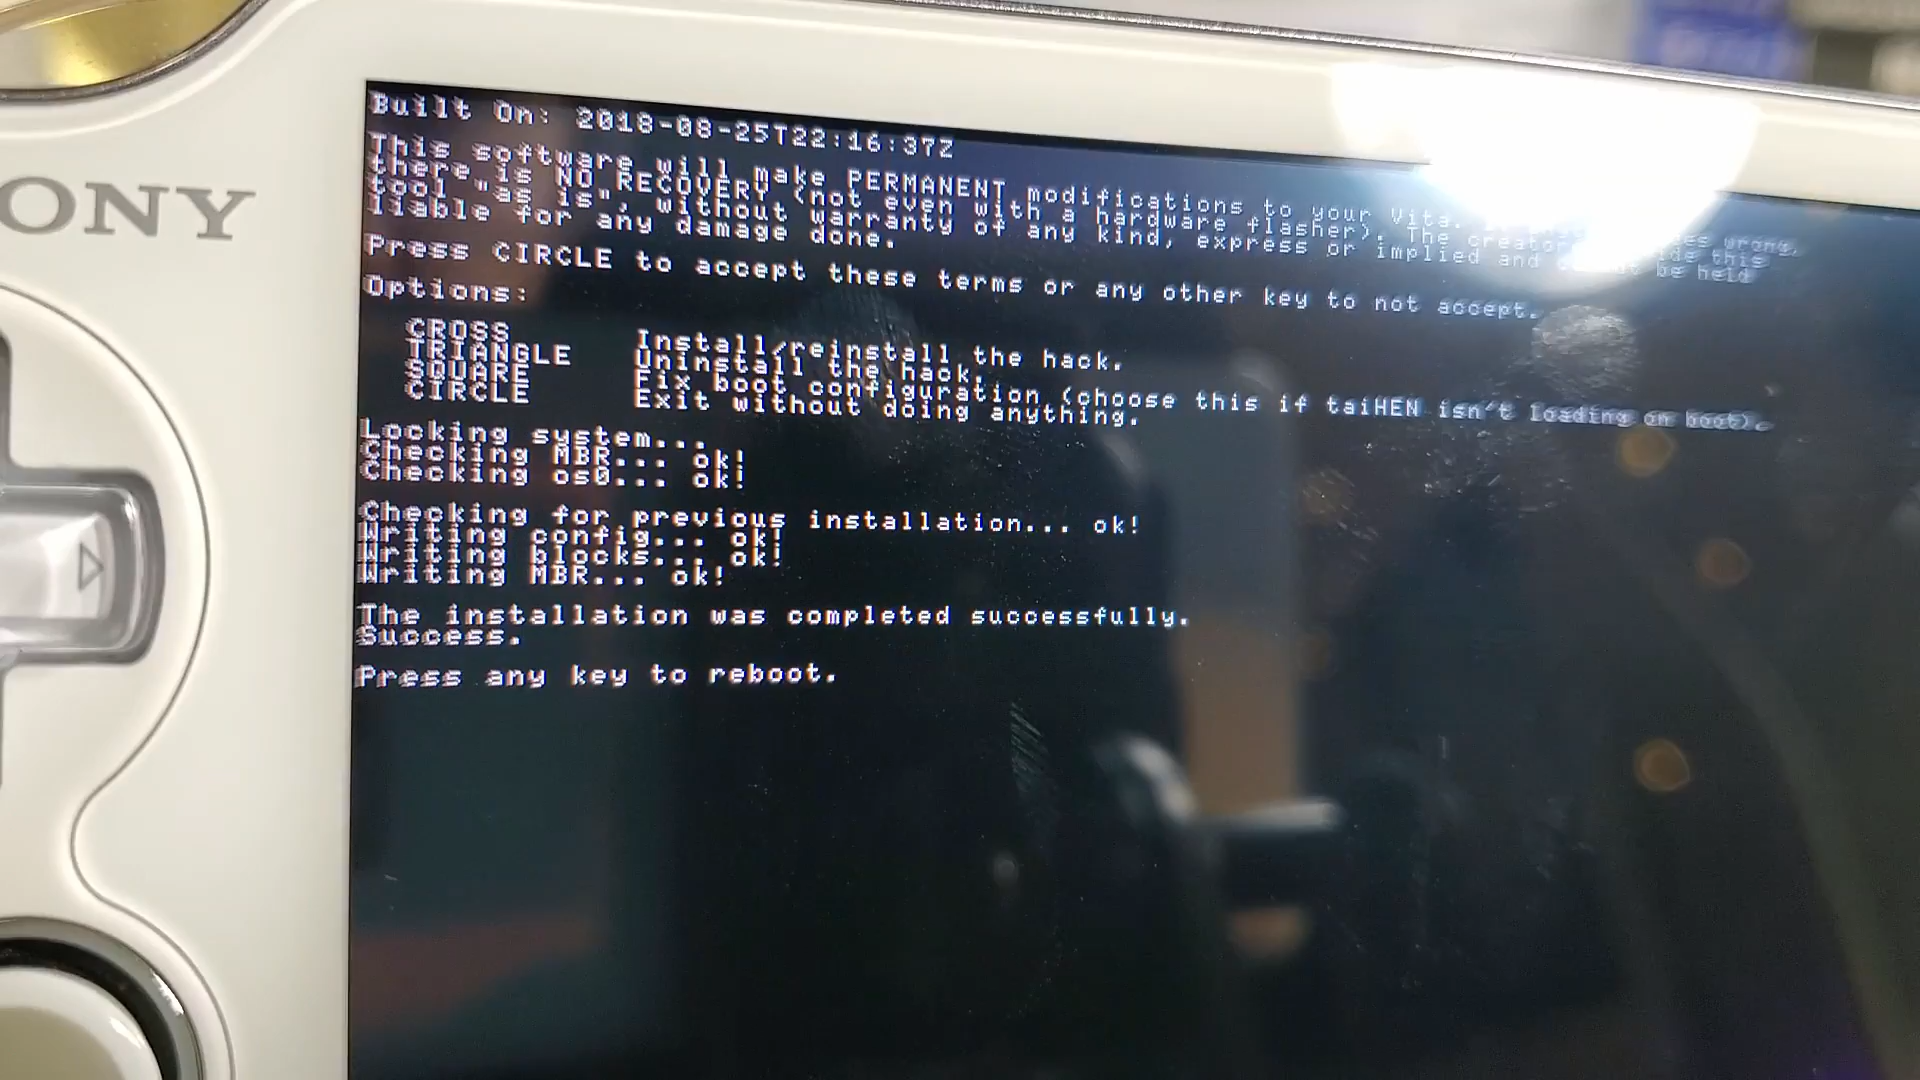 ONY
Built On: 2018-08-25T22:16:37Z
This software will make PERMANENT modifications to your Vita. wrong,
there is NO RECOVERY (not even with a hardware flasher). The creators this
tool "as is", without warranty of any kind, express or implied and be held
liable for any damage done.
Press CIRCLE to accept these terms or any other key to not accept.
Options:
CROSS Install/reinstall the hack.
TRIANGLE Uninstall the hack.
SQUARE Fix boot configuration (choose this if taiHEN isn't loading on boot).
CIRCLE Exit without doing anything.
Locking system...
Checking MBR... ok!
Checking os0... ok!
Checking for previous installation... ok!
Writing config... ok!
Writing blocks... ok!
Writing MBR... ok!
The installation was completed successfully.
Success.
Press any key to reboot.